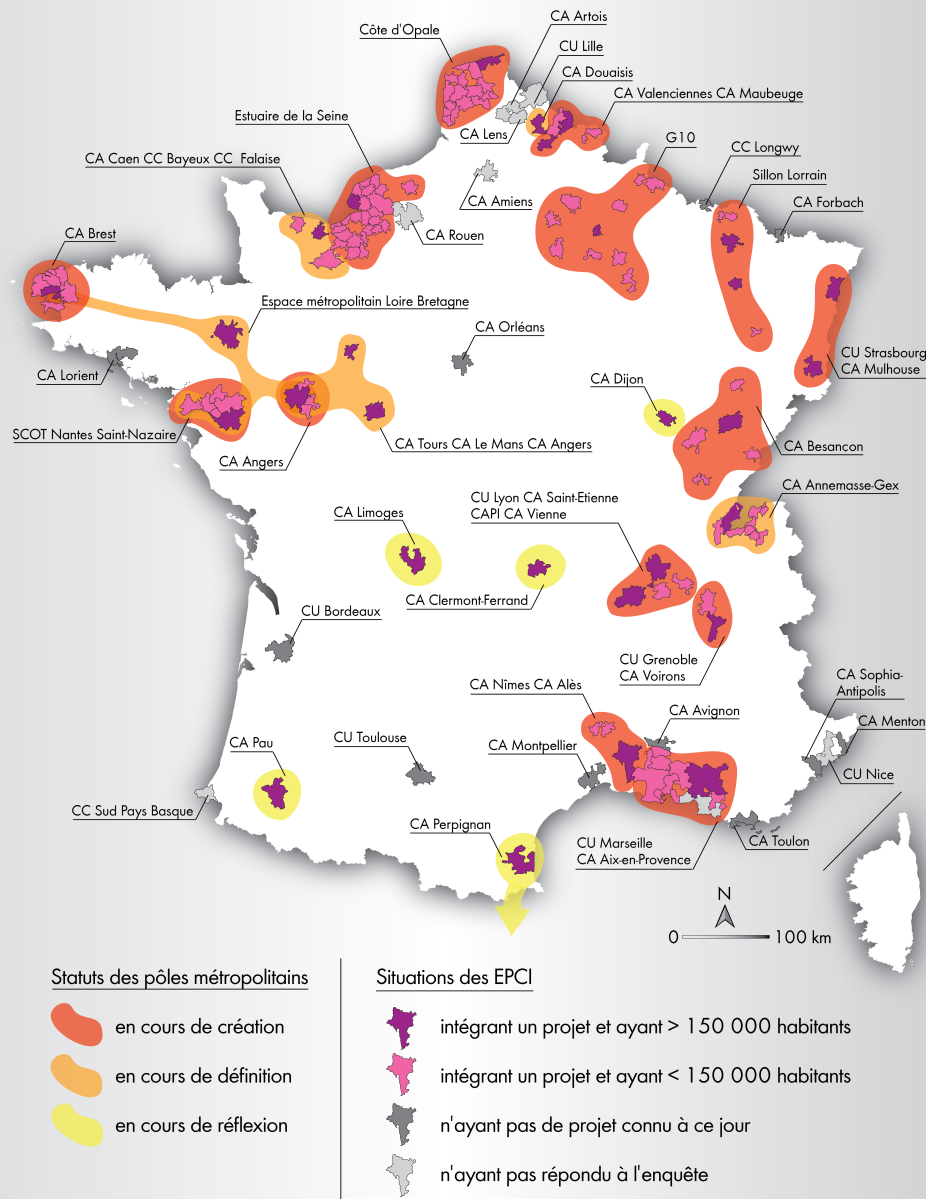 CA Artois
Côte d'Opale
CU Lille
CA Douaisis
CA Valenciennes CA Maubeuge
Estuaire de la Seine
CA Lens
G10
CC Longwy
CA Caen CC Bayeux CC Falaise
Sillon Lorrain
CA Amiens
CA Forbach
CA Brest
CA Rouen
Espace métropolitain Loire Bretagne
CA Orléans
CA Lorient
CU Strasbourg
CA Mulhouse
CA Dijon
SCOT Nantes Saint-Nazaire
CA Tours CA Le Mans CA Angers
CA Besançon
CA Angers
CA Annemasse-Gex
CU Lyon CA Saint-Etienne
CAPI CA Vienne
CA Limoges
CA Clermont-Ferrand
CU Bordeaux
CU Grenoble
CA Voirons
CA Sophia-
Antipolis
CA Nîmes CA Alès
CA Avignon
CA Menton
CA Pau
CU Toulouse
CA Montpellier
CU Nice
CC Sud Pays Basque
CA Perpignan
CU Marseille
CA Aix-en-Provence
CA Toulon
N
0 100 km
Statuts des pôles métropolitains
en cours de création
en cours de définition
en cours de réflexion
Situations des EPCI
intégrant un projet et ayant > 150 000 habitants
intégrant un projet et ayant < 150 000 habitants
n'ayant pas de projet connu à ce jour
n'ayant pas répondu à l'enquête